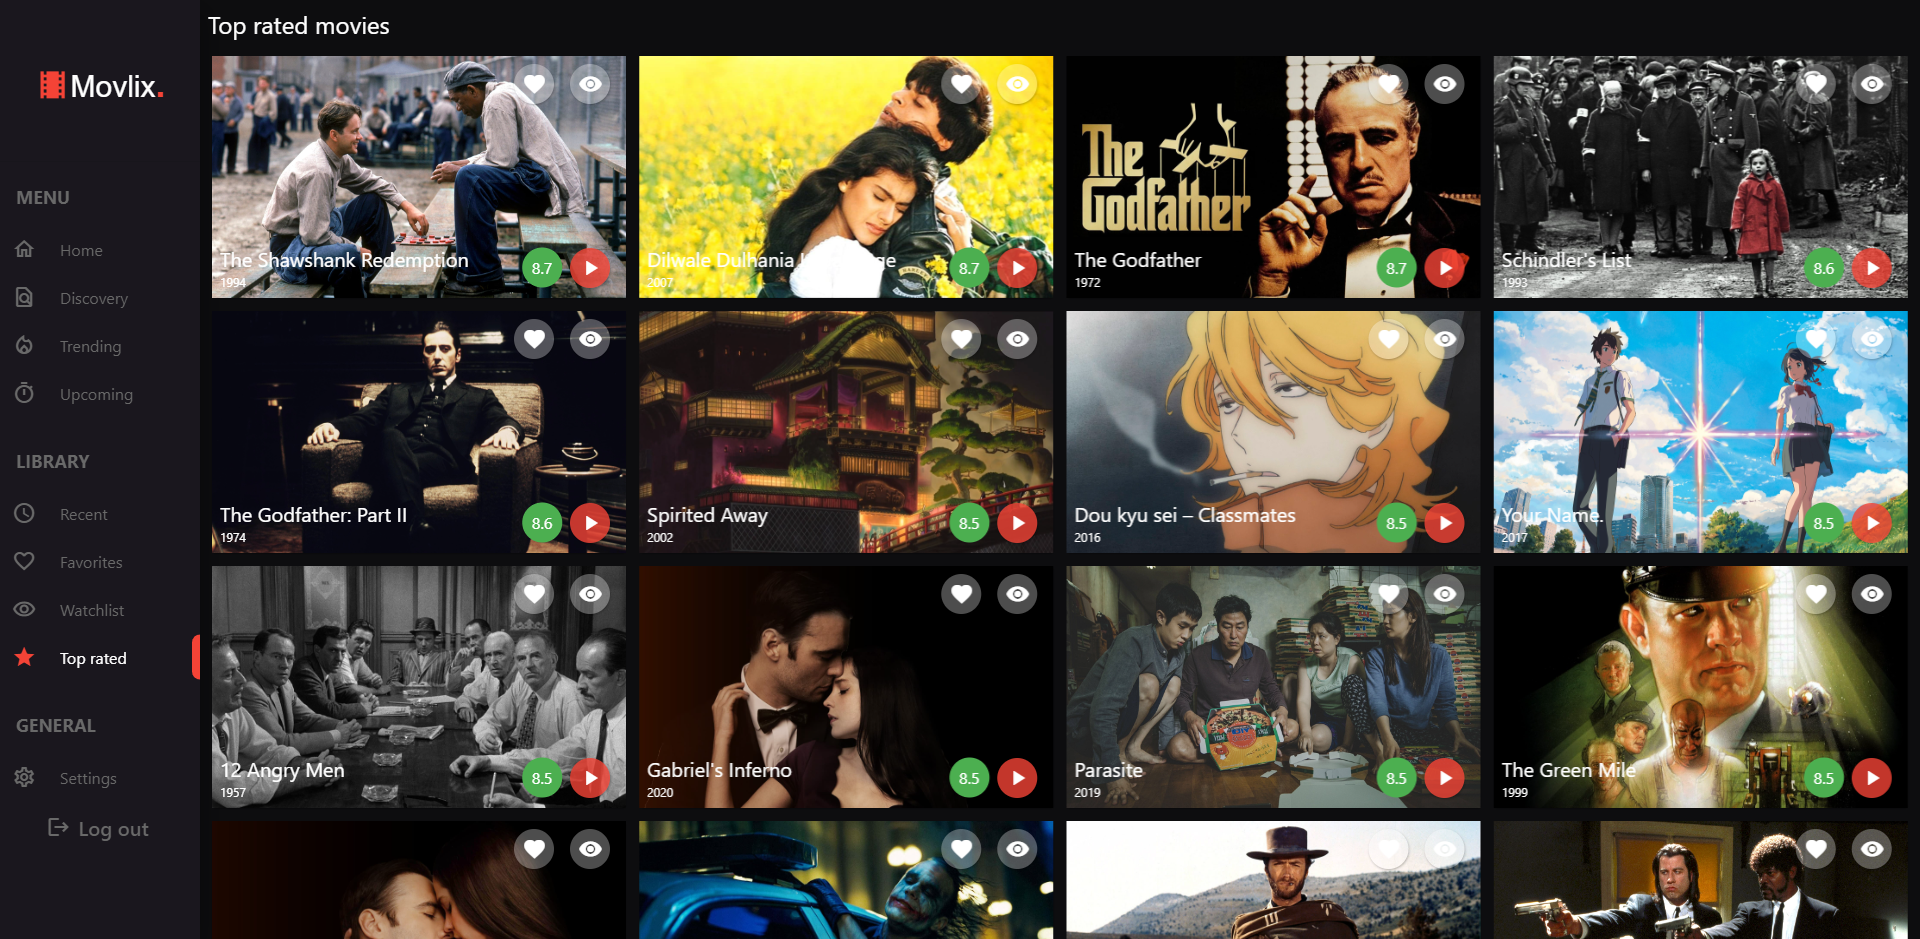 Movlix.
MENU
Home
Discovery
Trending
Upcoming
LIBRARY
Recent
Favorites
Watchlist
Top rated
GENERAL
Settings
Log out
Top rated movies
The Shawshank Redemption
1994
8.7
Dilwale Dulhania
2007
8.7
The
Godfather
The Godfather
1972
8.7
Schindler's List
1993
8.6
The Godfather: Part II
1974
8.6
Spirited Away
2002
8.5
Dou kyu sei – Classmates
2016
8.5
Your Name.
2017
8.5
12 Angry Men
1957
8.5
Gabriel's Inferno
2020
8.5
Parasite
2019
8.5
The Green Mile
1999
8.5